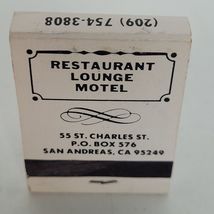 (209) 754-3808
RESTAURANT
LOUNGE
MOTEL
55 ST. CHARLES ST.
P.O. BOX 576
SAN ANDREAS, CA 95249